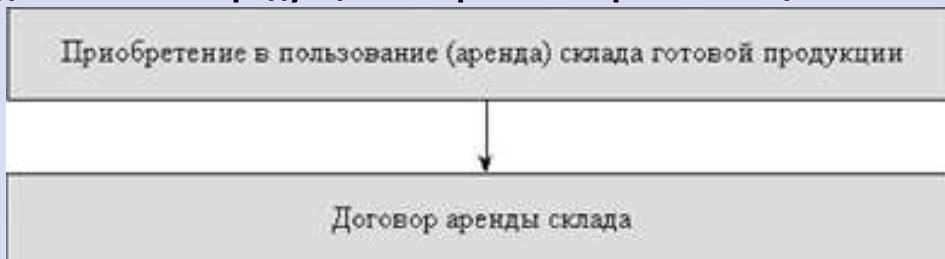 Приобретение в пользование (аренда) склада готовой продукции
Договор аренды склада